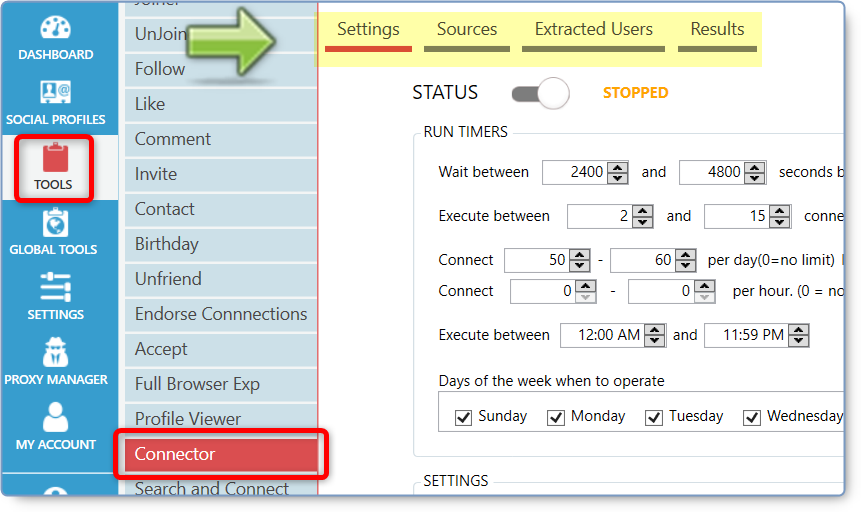 DASHBOARD
SOCIAL PROFILES
TOOLS
GLOBAL TOOLS
SETTINGS
PROXY MANAGER
MY ACCOUNT
Joiner
UnJoin
Follow
Like
Comment
Invite
Contact
Birthday
Unfriend
Endorse Connnections
Accept
Full Browser Exp
Profile Viewer
Connector
Search and Connect
Settings Sources Extracted Users Results
STATUS STOPPED
RUN TIMERS
Wait between 2400 and 4800 seconds b
Execute between 2 and 15 conne
Connect 50 - 60 per day(0=no limit)
Connect 0 - 0 per hour. (0 = no
Execute between 12:00 AM and 11:59 PM
Days of the week when to operate
Sunday Monday Tuesday Wednesday
SETTINGS